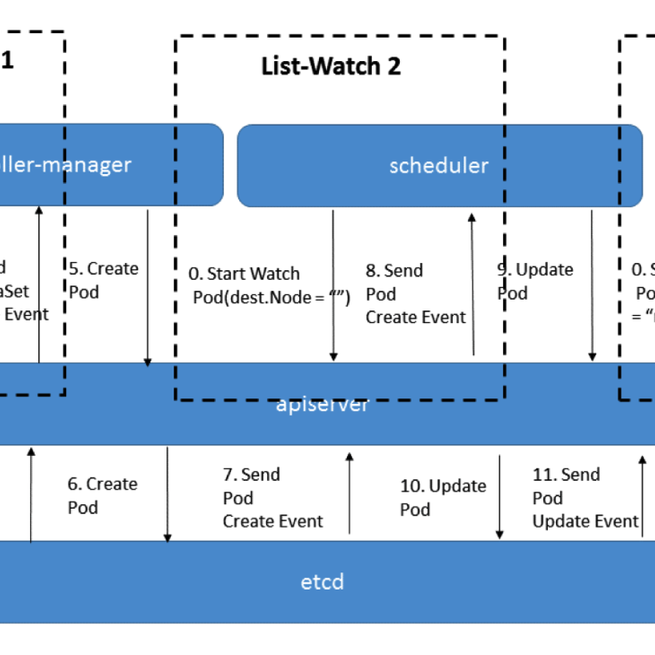 1
List-Watch 2
ller-manager
scheduler
d
aSet
Event
5. Create
Pod
0. Start Watch
Pod(dest.Node = “”)
8. Send
Pod
Create Event
9. Update
Pod
0. S
Po
= “
apiserver
6. Create
Pod
7. Send
Pod
Create Event
10. Update
Pod
11. Send
Pod
Update Event
etcd